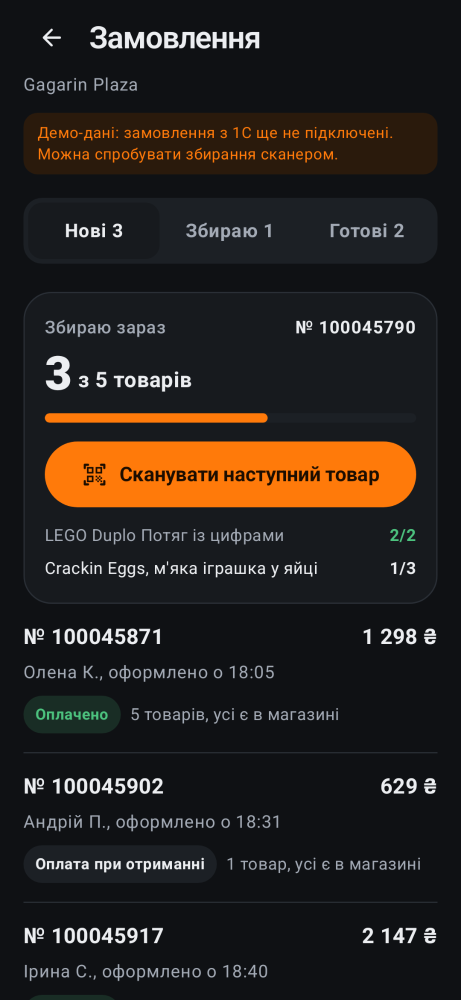 Замовлення
Gagarin Plaza
Демо-дані: замовлення з 1С ще не підключені.
Можна спробувати збирання сканером.
Нові 3
Збираю 1
Готові 2
Збираю зараз
№ 100045790
3 з 5 товарів
Сканувати наступний товар
LEGO Duplo Потяг із цифрами
2/2
Crackin Eggs, м'яка іграшка у яйці
1/3
№ 100045871
1 298 ₴
Олена К., оформлено о 18:05
Оплачено
5 товарів, усі є в магазині
№ 100045902
629 ₴
Андрій П., оформлено о 18:31
Оплата при отриманні
1 товар, усі є в магазині
№ 100045917
2 147 ₴
Ірина С., оформлено о 18:40